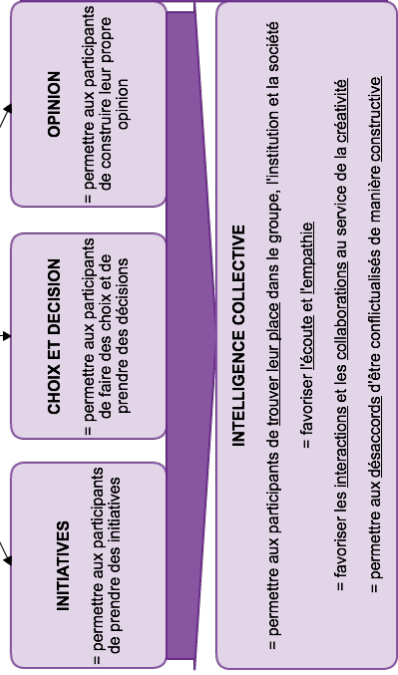 INITIATIVES
= permettre aux participants
de prendre des initiatives
CHOIX ET DECISION
= permettre aux participants
de faire des choix et de
prendre des décisions
OPINION
= permettre aux participants
de construire leur propre
opinion
INTELLIGENCE COLLECTIVE
= permettre aux participants de trouver leur place dans le groupe, l'institution et la société
= favoriser l'écoute et l'empathie
= favoriser les interactions et les collaborations au service de la créativité
= permettre aux désaccords d'être conflictualisés de manière constructive